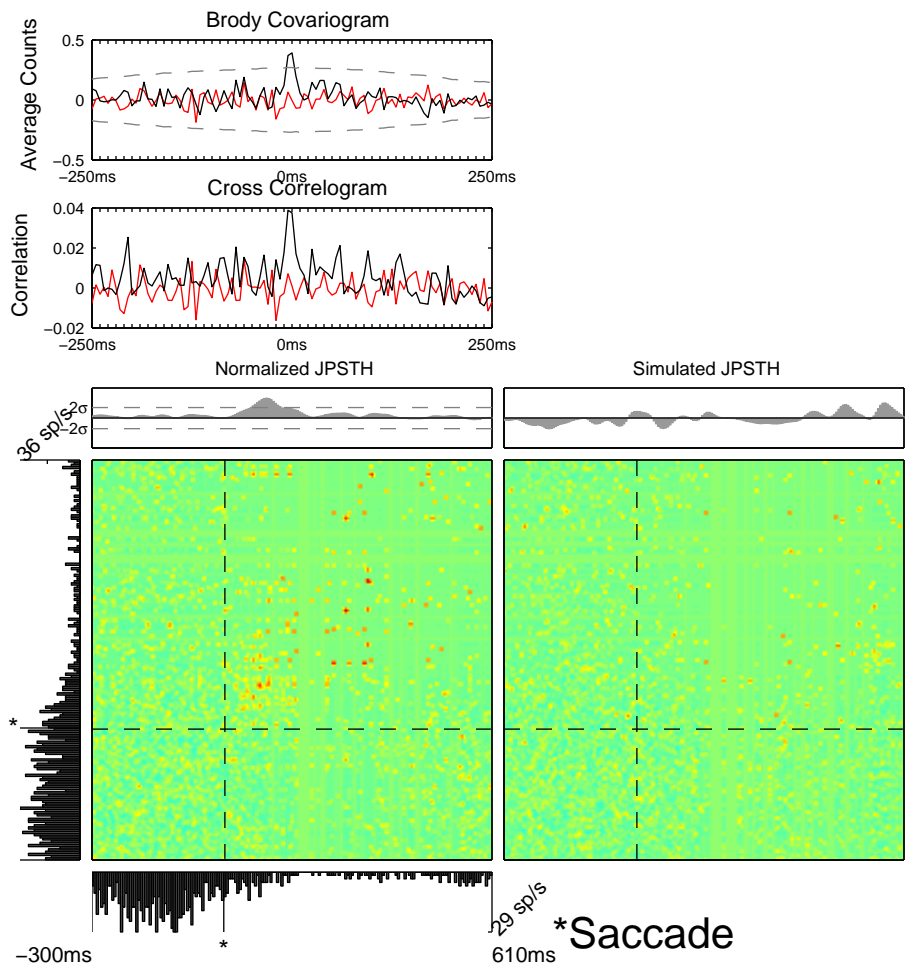 Brody Covariogram
Average Counts
0.5
0
−0.5
−250ms
0ms
250ms
Cross Correlogram
Correlation
0.04
0.02
0
−0.02
−250ms
0ms
250ms
Normalized JPSTH
Simulated JPSTH
2σ
−2σ
36 sp/s
*
*
29 sp/s
*Saccade
−300ms
610ms